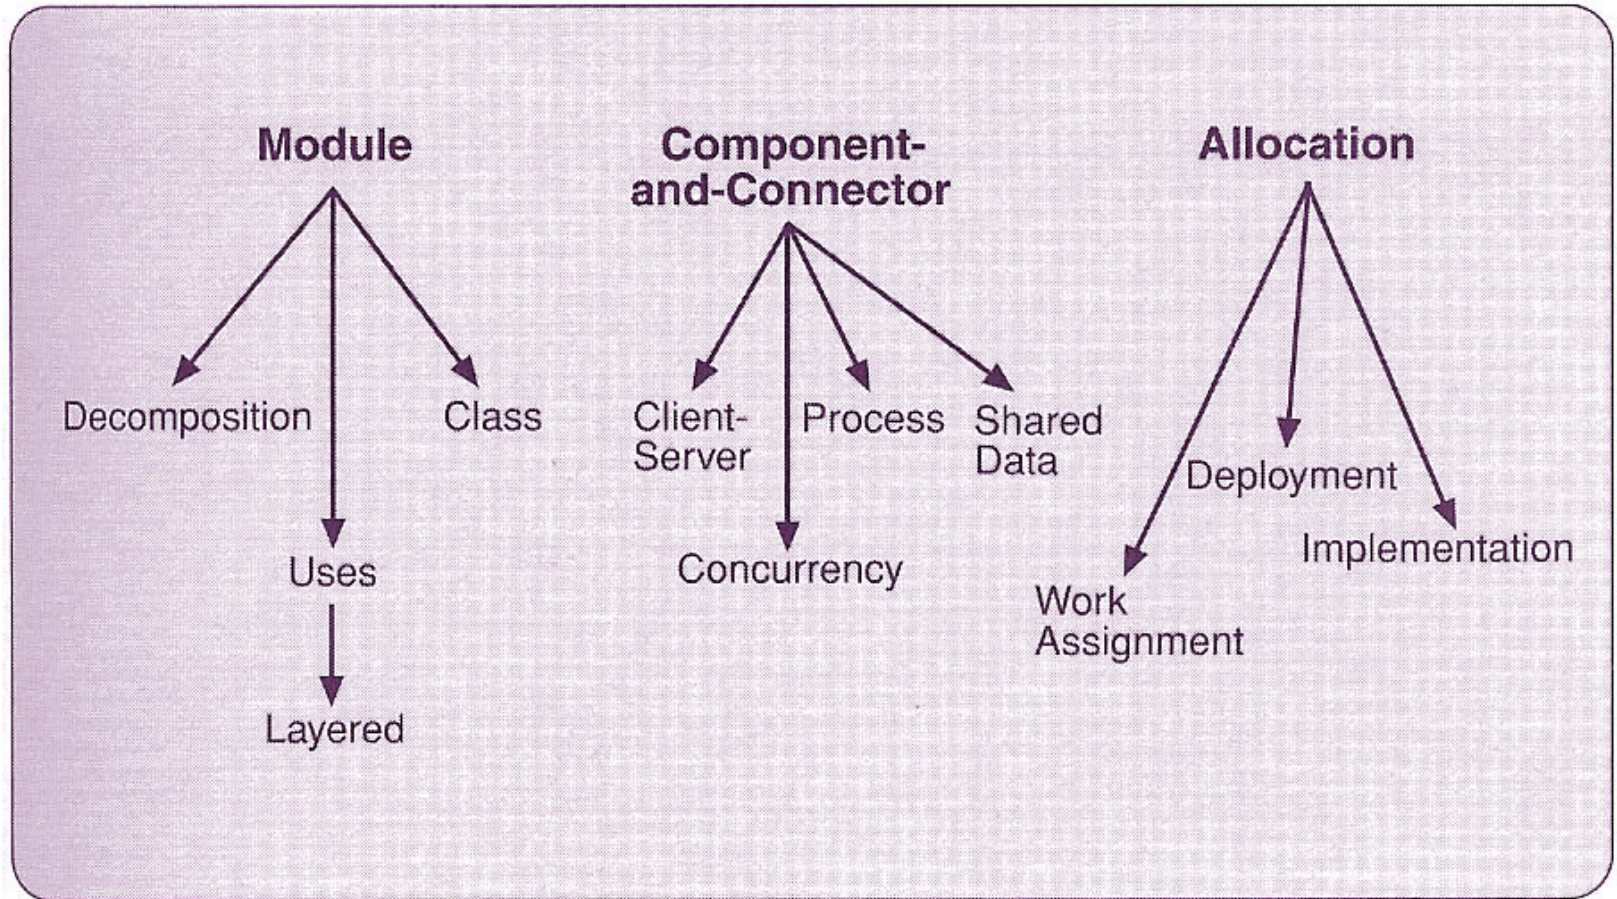 Module
Component-
and-Connector
Allocation
Decomposition
Class
Client-
Server
Process
Shared
Data
Deployment
Uses
Concurrency
Implementation
Work
Assignment
Layered